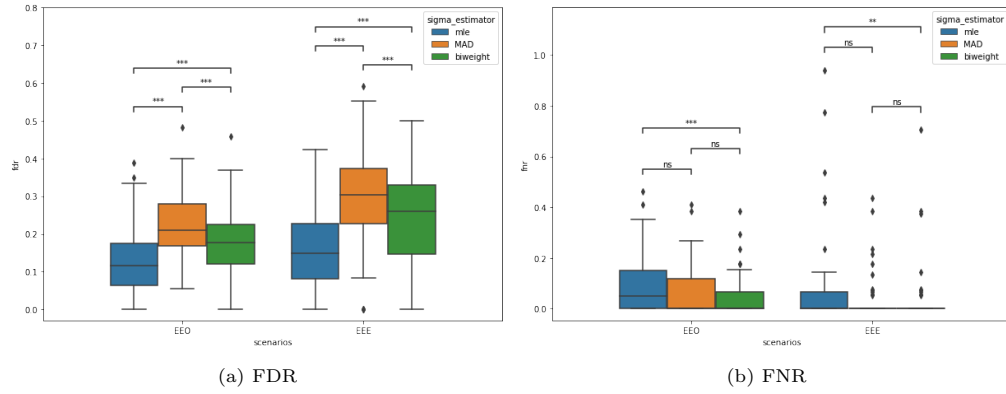 0.8
0.7
0.6
0.5
0.4
0.3
0.2
0.1
0.0
fdr
***
***
***
***
***
***
sigma_estimator
mle
MAD
biweight
EEO
EEE
scenarios
(a) FDR
1.0
0.8
0.6
0.4
0.2
0.0
fnr
***
ns
ns
**
ns
ns
sigma_estimator
mle
MAD
biweight
EEO
EEE
scenarios
(b) FNR